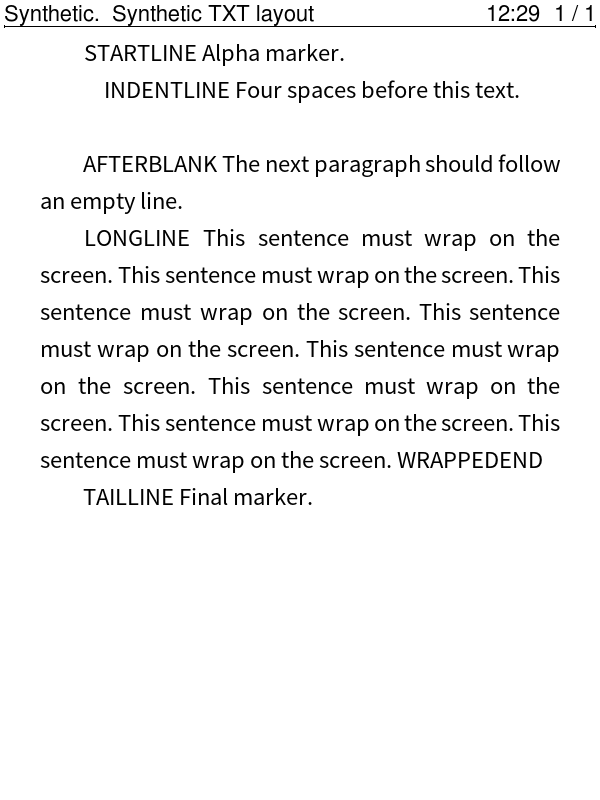 Synthetic.  Synthetic TXT layout 12:29 1 / 1
STARTLINE Alpha marker.
INDENTLINE Four spaces before this text.
AFTERBLANK The next paragraph should follow
an empty line.
LONGLINE This sentence must wrap on the
screen. This sentence must wrap on the screen. This
sentence must wrap on the screen. This sentence
must wrap on the screen. This sentence must wrap
on the screen. This sentence must wrap on the
screen. This sentence must wrap on the screen. This
sentence must wrap on the screen. WRAPPEDEND
TAILLINE Final marker.